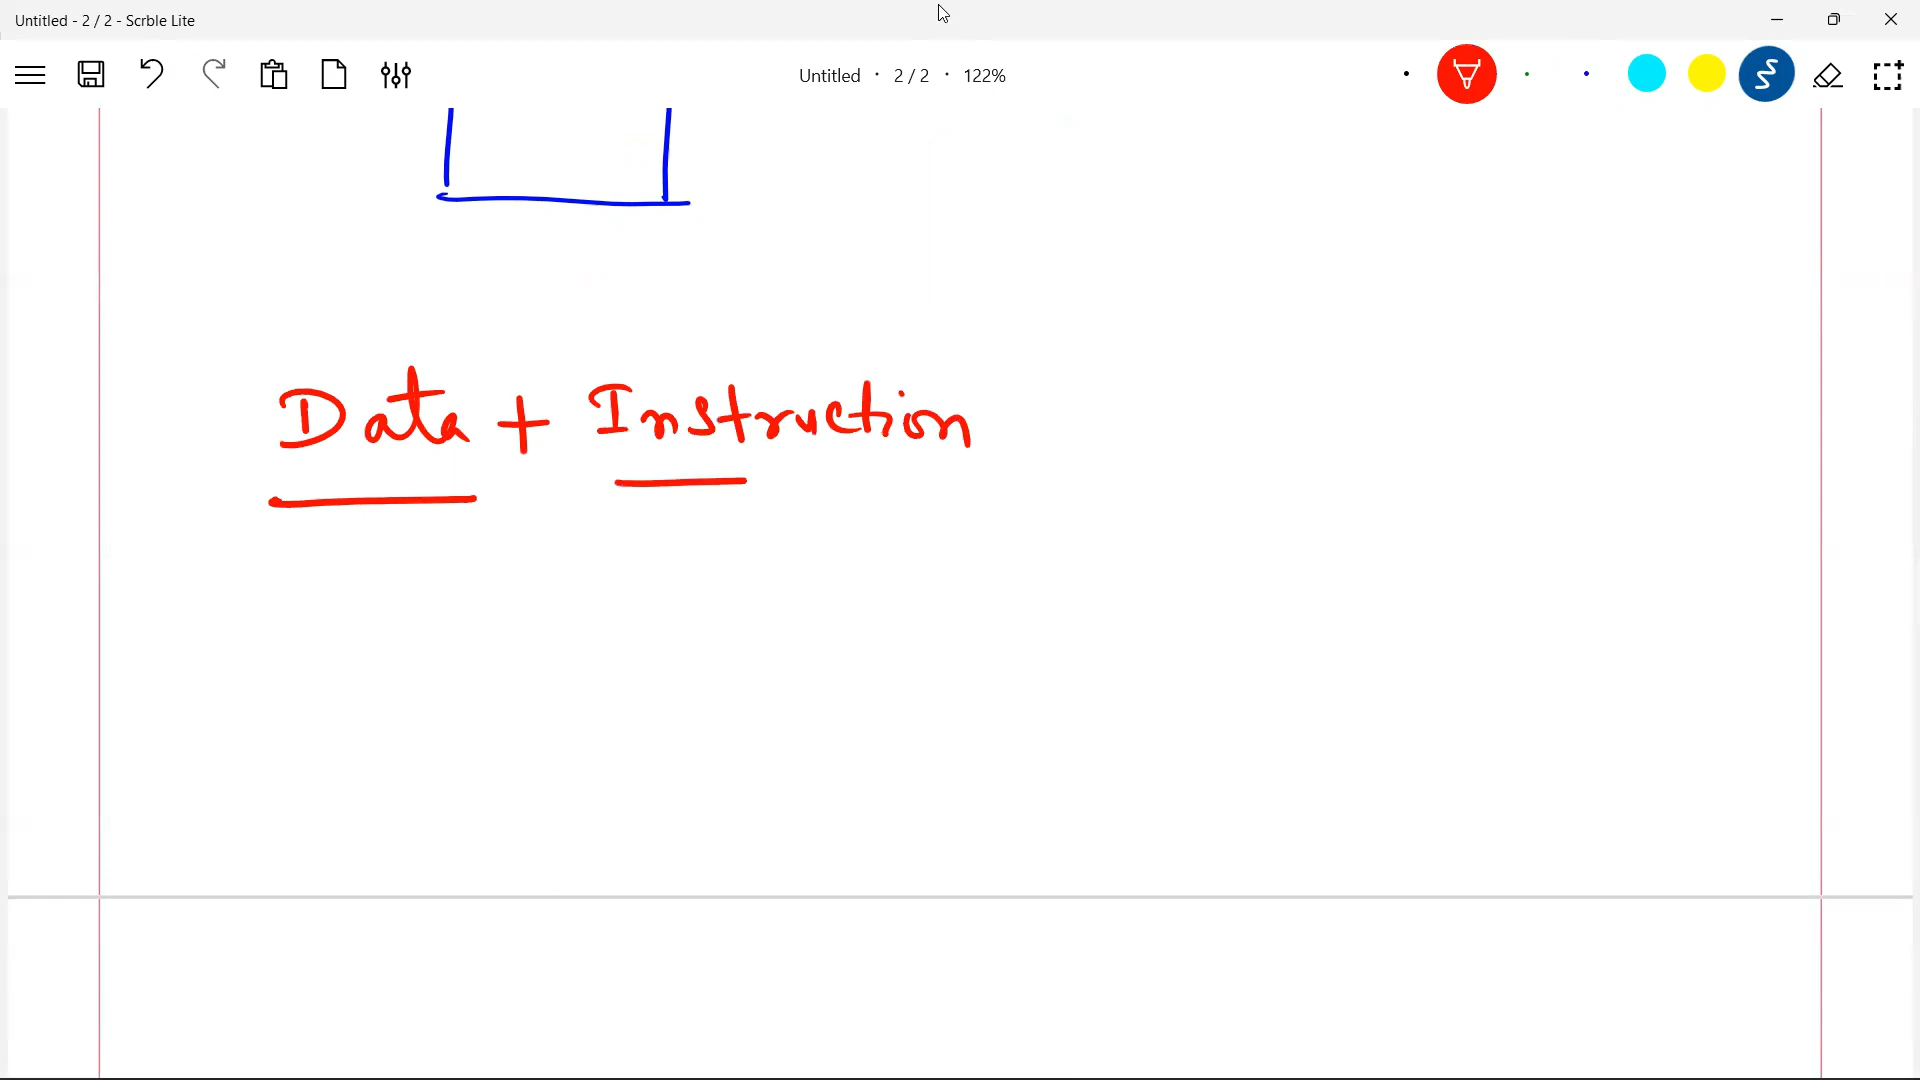 Untitled - 2 / 2 - Scrble Lite
Untitled · 2 / 2 · 122%
Data + Instruction